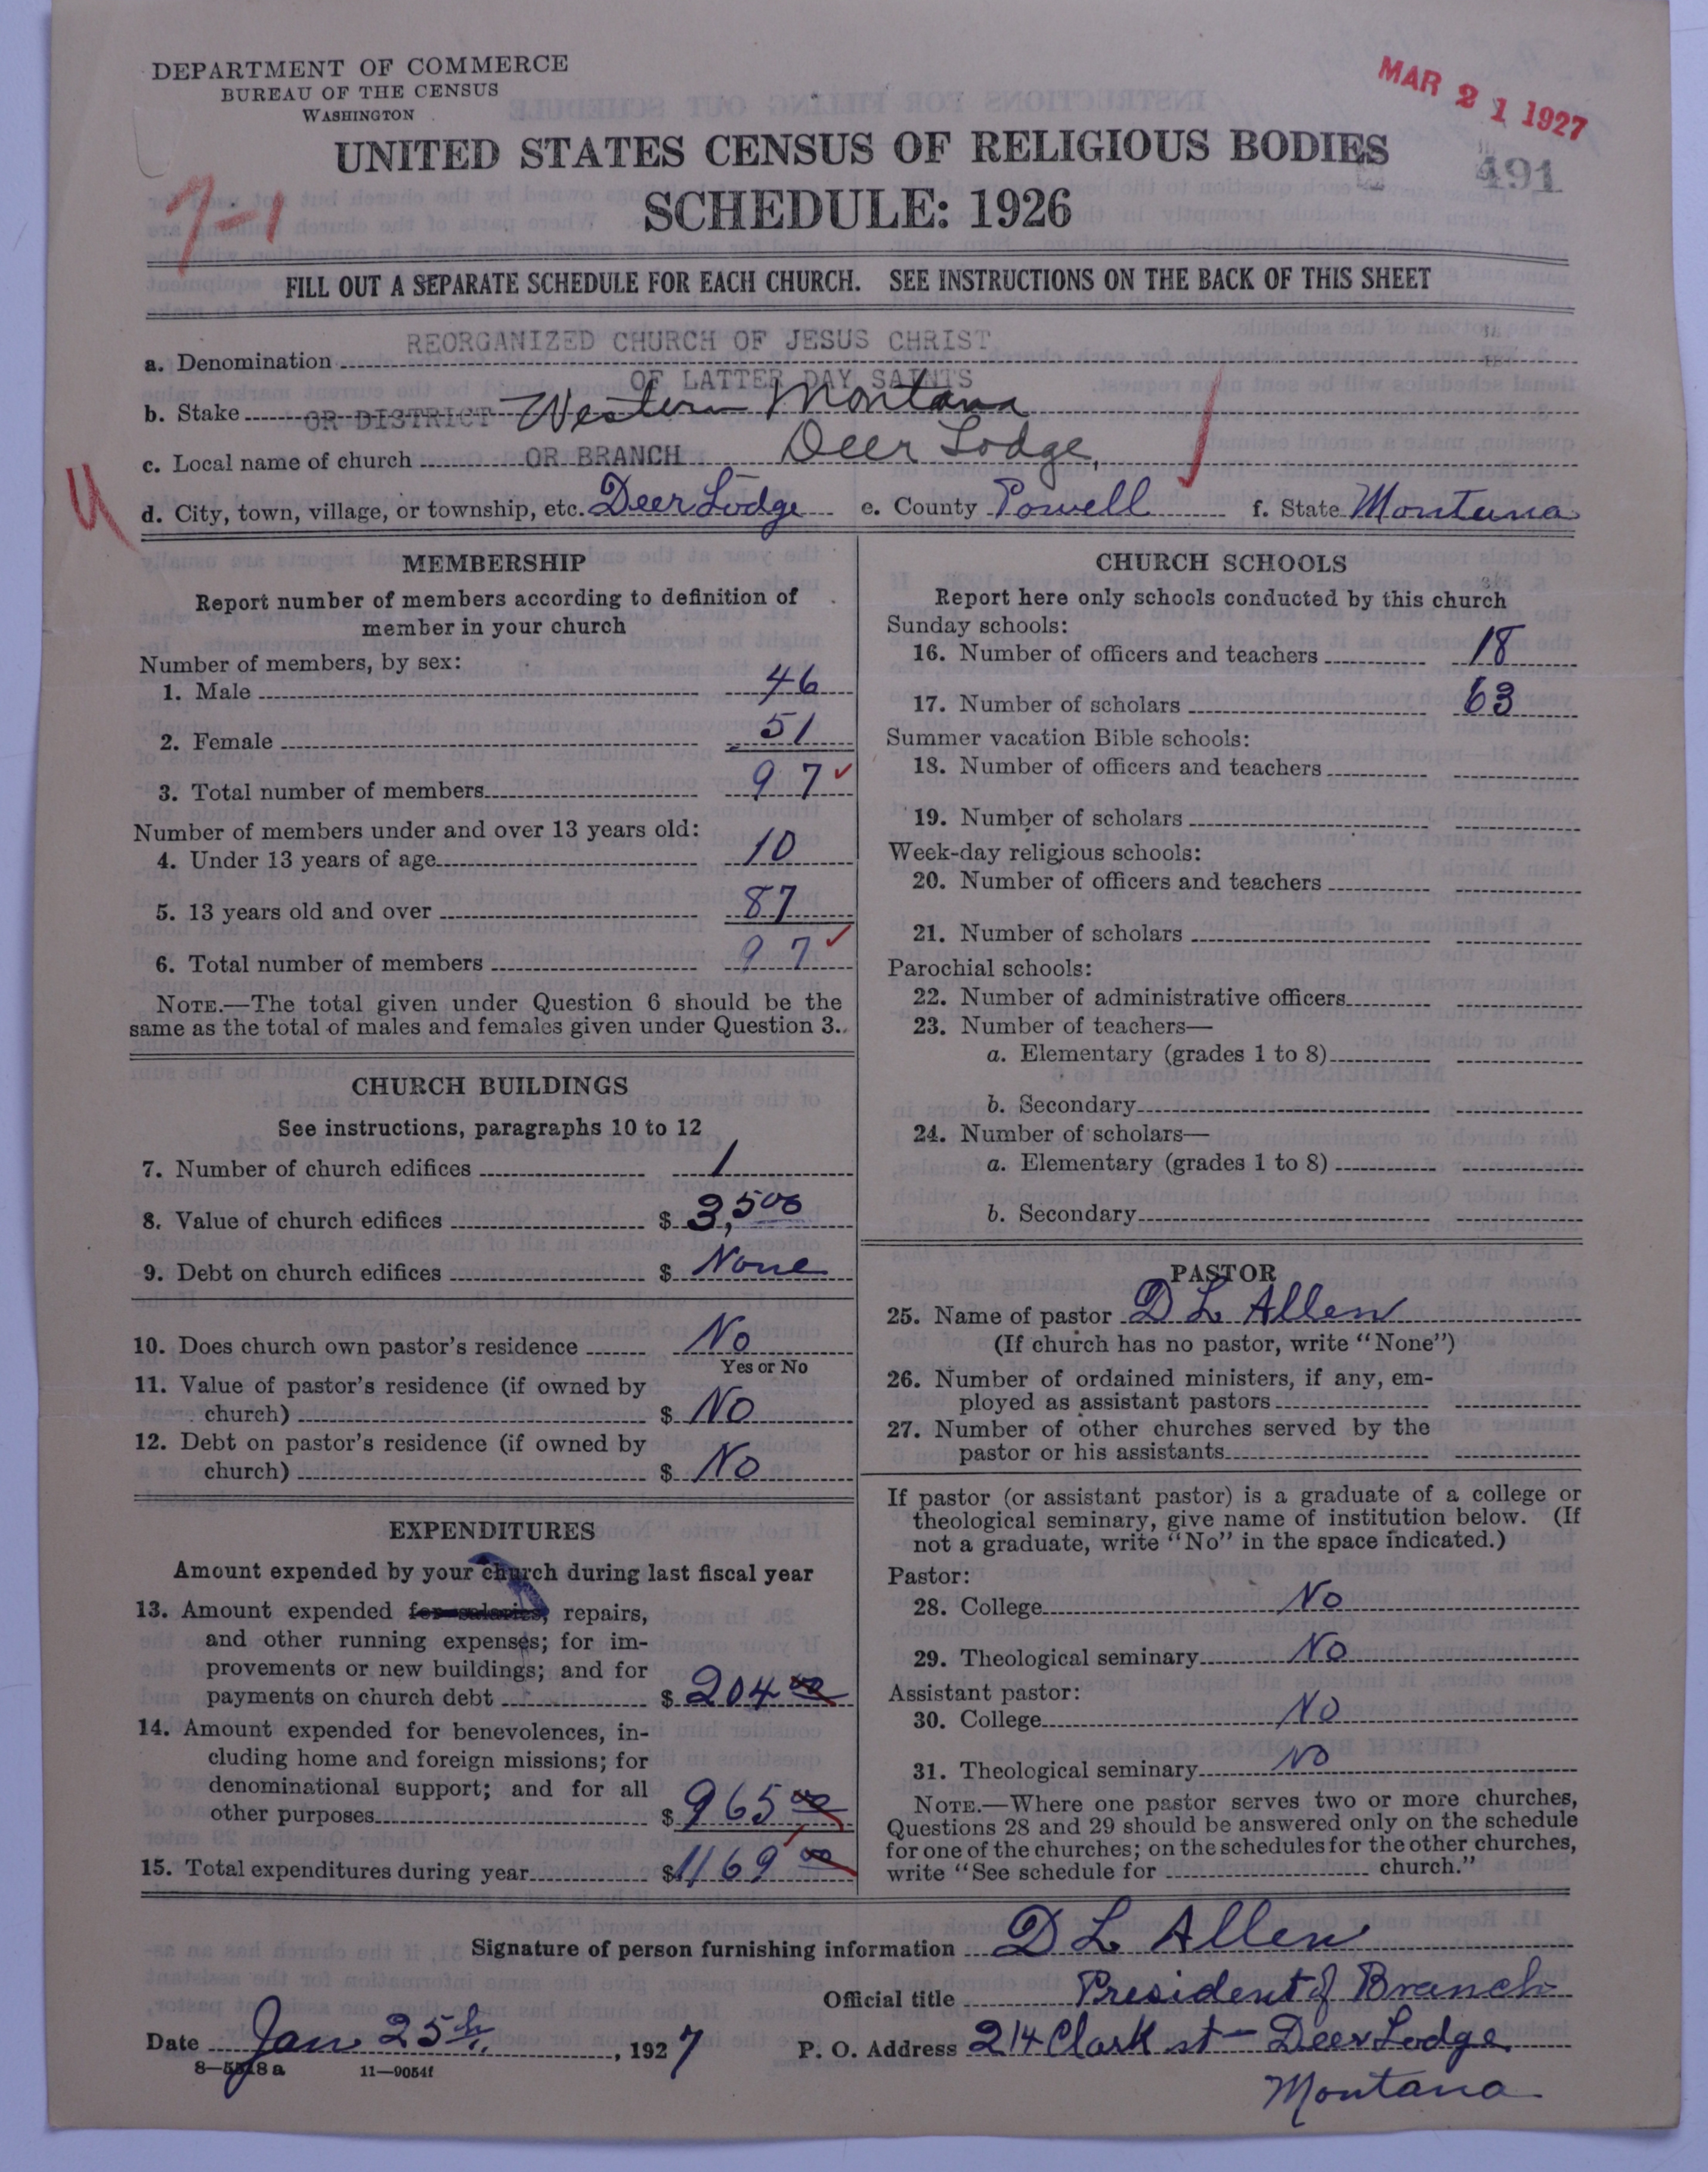 DEPARTMENT OF COMMERCE
BUREAU OF THE CENSUS
WASHINGTON
MAR 21 1927
491
UNITED STATES CENSUS OF RELIGIOUS BODIES
SCHEDULE: 1926
7-1
FILL OUT A SEPARATE SCHEDULE FOR EACH CHURCH. SEE INSTRUCTIONS ON THE BACK OF THIS SHEET
REORGANIZED CHURCH OF JESUS CHRIST
a. Denomination
OF LATTER DAY SAINTS
b. Stake OR DISTRICT Western Montana
c. Local name of church OR BRANCH Deer Lodge,
d. City, town, village, or township, etc. Deer Lodge e. County Powell f. State Montana
MEMBERSHIP
Report number of members according to definition of
member in your church
Number of members, by sex:
1. Male 46
2. Female 51
3. Total number of members 97
Number of members under and over 13 years old:
4. Under 13 years of age 10
5. 13 years old and over 87
6. Total number of members 97
NOTE.—The total given under Question 6 should be the
same as the total of males and females given under Question 3.
CHURCH BUILDINGS
See instructions, paragraphs 10 to 12
7. Number of church edifices 1
8. Value of church edifices $ 3,500
9. Debt on church edifices $ None
10. Does church own pastor's residence No
Yes or No
11. Value of pastor's residence (if owned by
church) $ No
12. Debt on pastor's residence (if owned by
church) $ No
EXPENDITURES
Amount expended by your church during last fiscal year
13. Amount expended for salaries, repairs,
and other running expenses; for im-
provements or new buildings; and for
payments on church debt $ 204 00
14. Amount expended for benevolences, in-
cluding home and foreign missions; for
denominational support; and for all
other purposes $ 965 00
15. Total expenditures during year $ 1169 00
CHURCH SCHOOLS
Report here only schools conducted by this church
Sunday schools:
16. Number of officers and teachers 18
17. Number of scholars 63
Summer vacation Bible schools:
18. Number of officers and teachers
19. Number of scholars
Week-day religious schools:
20. Number of officers and teachers
21. Number of scholars
Parochial schools:
22. Number of administrative officers
23. Number of teachers—
a. Elementary (grades 1 to 8)
b. Secondary
24. Number of scholars—
a. Elementary (grades 1 to 8)
b. Secondary
PASTOR
25. Name of pastor D L Allen
(If church has no pastor, write "None")
26. Number of ordained ministers, if any, em-
ployed as assistant pastors
27. Number of other churches served by the
pastor or his assistants
If pastor (or assistant pastor) is a graduate of a college or
theological seminary, give name of institution below. (If
not a graduate, write "No" in the space indicated.)
Pastor:
28. College No
29. Theological seminary No
Assistant pastor:
30. College No
31. Theological seminary No
NOTE.—Where one pastor serves two or more churches,
Questions 28 and 29 should be answered only on the schedule
for one of the churches; on the schedules for the other churches,
write "See schedule for church."
Signature of person furnishing information D L Allen
Official title President of Branch
Date Jan 25th, 1927 P. O. Address 214 Clark st - Deer Lodge
Montana
8—5518 a 11—9054f